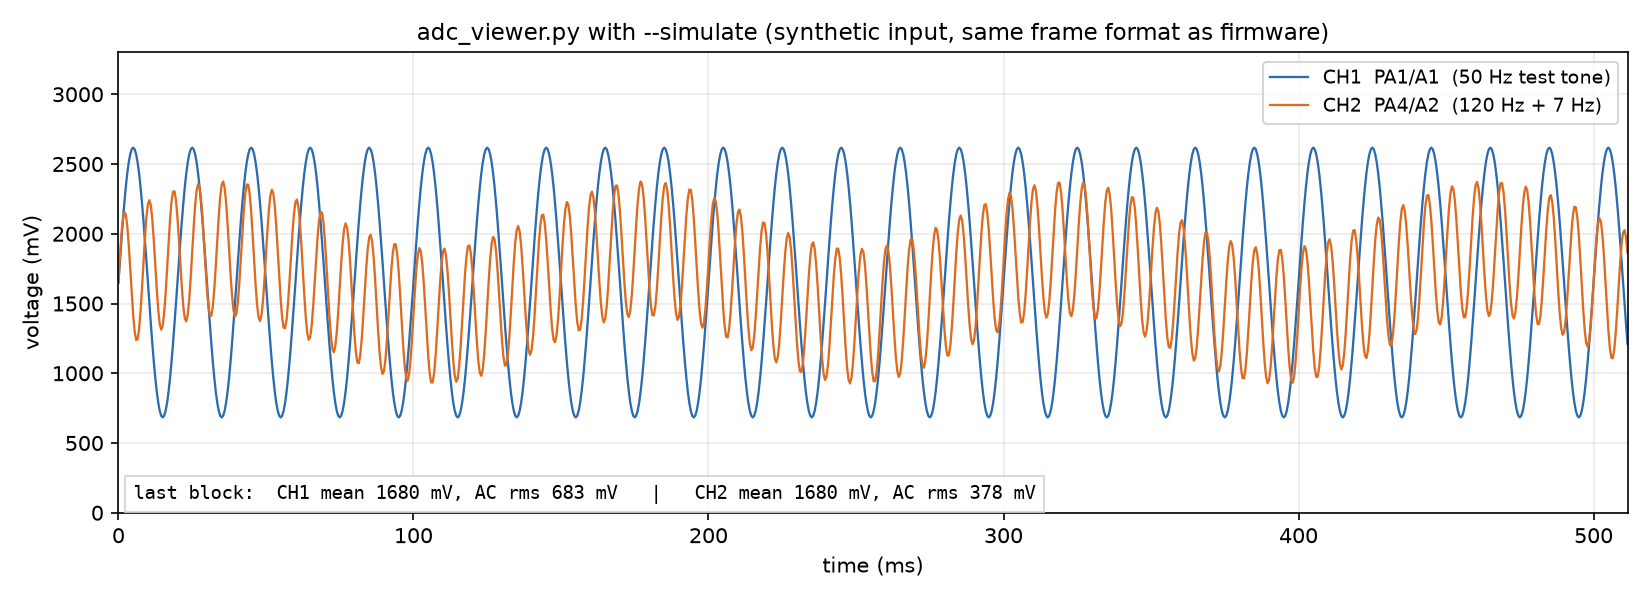 adc_viewer.py with --simulate (synthetic input, same frame format as firmware)
CH1  PA1/A1  (50 Hz test tone)
CH2  PA4/A2  (120 Hz + 7 Hz)
voltage (mV)
3000
2500
2000
1500
1000
500
0
last block:  CH1 mean 1680 mV, AC rms 683 mV   |   CH2 mean 1680 mV, AC rms 378 mV
0 100 200 300 400 500
time (ms)